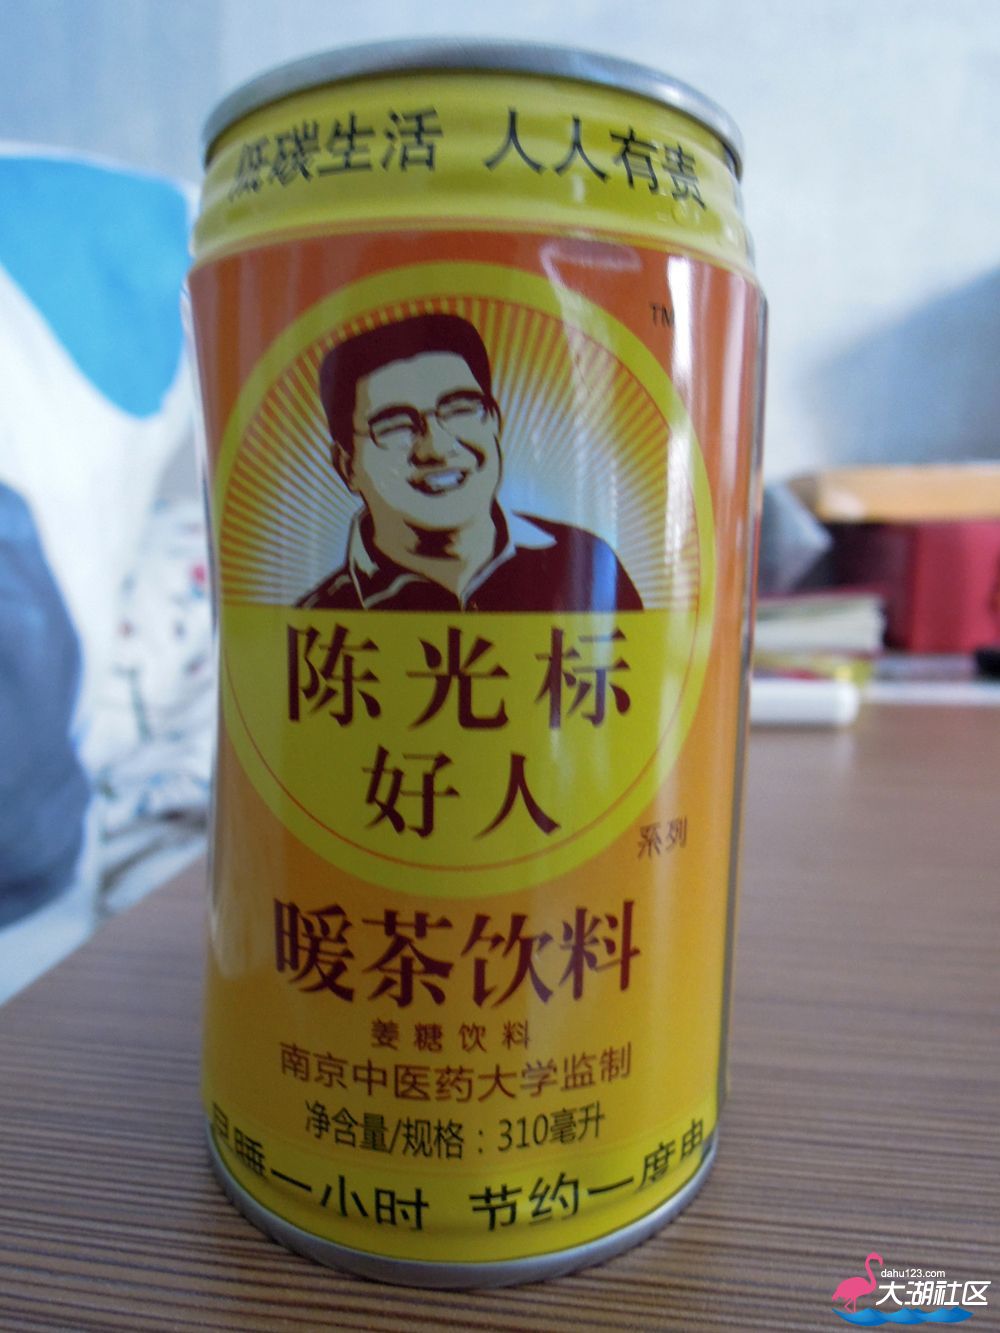 低碳生活 人人有责
TM
陈光标
好人
系列
暖茶饮料
姜糖饮料
南京中医药大学监制
净含量/规格：310毫升
早睡一小时 节约一度电
dahu123.com
大湖社区